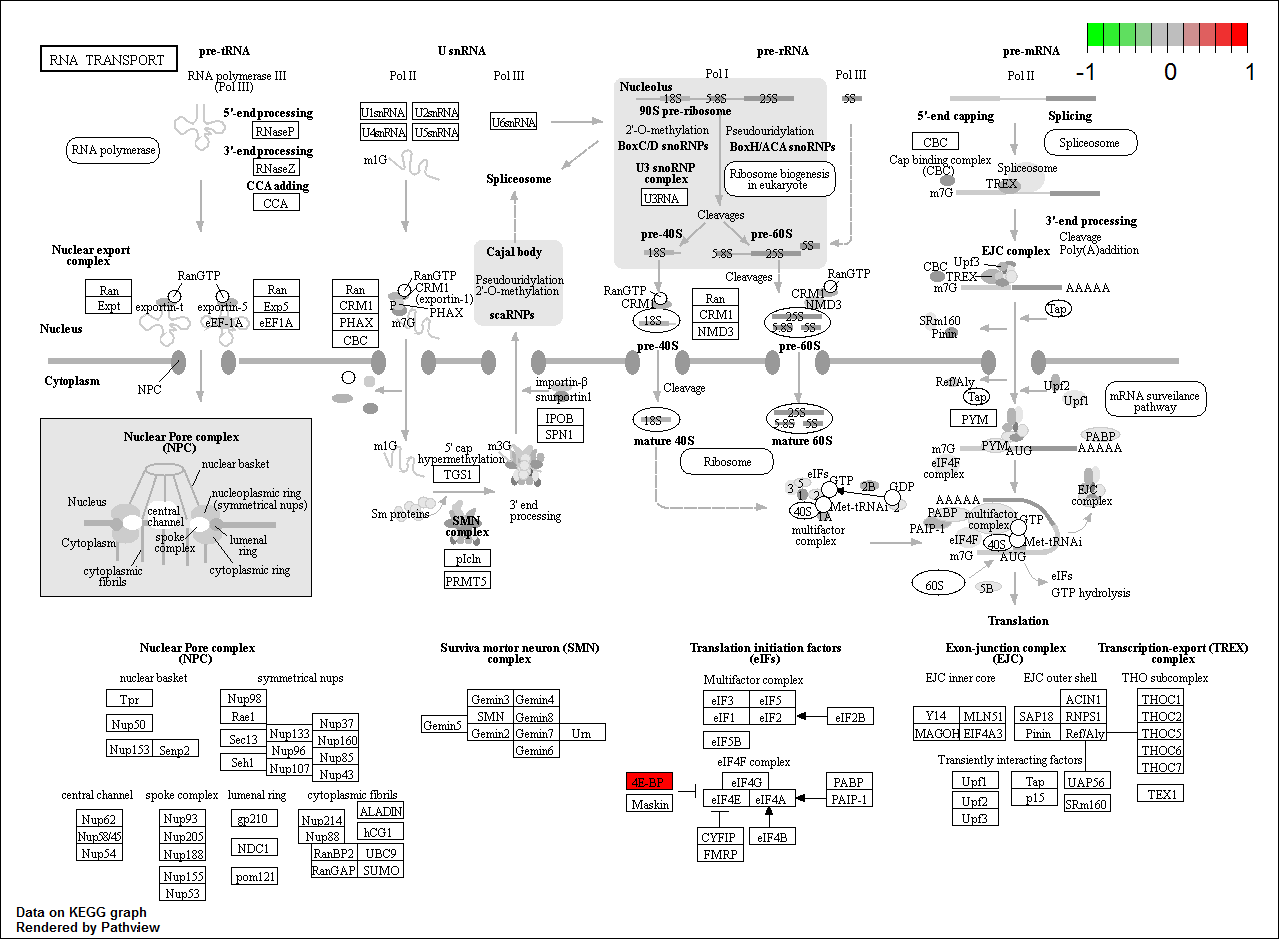 RNA TRANSPORT
pre-tRNA
RNA polymerase III
(Pol III)
5'-end processing
RNaseP
3'-end processing
RNaseZ
CCA adding
CCA
RNA polymerase
Nuclear export
complex
RanGTP
exportin-t
exportin-5
eEF-1A
Ran
Expt
Ran
Exp5
eEF1A
Nucleus
Cytoplasm
NPC
U snRNA
Pol II
Pol III
U1snRNA
U2snRNA
U4snRNA
U5snRNA
U6snRNA
m1G
Spliceosome
Cajal body
Pseudouridylation
2'-O-methylation
scaRNPs
Ran
CRM1
PHAX
CBC
RanGTP
CRM1
(exportin-1)
P
PHAX
m7G
importin-β
snurportin1
IPOB
SPN1
m1G
5' cap
hypermethylation
TGS1
m3G
Sm proteins
3' end
processing
SMN
complex
pIcln
PRMT5
pre-rRNA
Pol I
Pol III
Nucleolus
18S
5.8S
25S
5S
90S pre-ribosome
2'-O-methylation
Pseudouridylation
BoxC/D snoRNPs
BoxH/ACA snoRNPs
U3 snoRNP
complex
U3RNA
Ribosome biogenesis
in eukaryote
Cleavages
pre-40S
pre-60S
18S
5.8S
25S
5S
Cleavages
RanGTP
CRM1
18S
Ran
CRM1
NMD3
RanGTP
CRM1
NMD3
25S
5.8S
5S
pre-40S
pre-60S
Cleavage
18S
25S
5.8S
5S
mature 40S
mature 60S
Ribosome
eIFs
3
5
1
2
GTP
2B
GDP
40S
1A
Met-tRNAi
2
multifactor
complex
pre-mRNA
Pol II
5'-end capping
Splicing
CBC
Spliceosome
Cap binding complex
(CBC)
Spliceosome
TREX
m7G
3'-end processing
Cleavage
Poly(A)addition
EJC complex
CBC
Upf3
TREX
m7G
AAAAA
Tap
SRm160
Pinin
Ref/Aly
Tap
Upf2
Upf1
mRNA surveilance
pathway
PYM
m7G
PYM
AUG
PABP
eIF4F
complex
EJC
complex
AAAAA
PABP
PAIP-1
multifactor
complex
GTP
eIF4F
40S
Met-tRNAi
m7G
AUG
60S
5B
eIFs
GTP hydrolysis
Translation
Nuclear Pore complex
(NPC)
nuclear basket
Nucleus
nucleoplasmic ring
(symmetrical nups)
central
channel
spoke
complex
lumenal
ring
Cytoplasm
cytoplasmic
fibrils
cytoplasmic ring
Nuclear Pore complex
(NPC)
nuclear basket
symmetrical nups
Tpr
Nup50
Nup153
Senp2
Nup98
Rae1
Sec13
Seh1
Nup133
Nup96
Nup107
Nup37
Nup160
Nup85
Nup43
central channel
spoke complex
lumenal ring
cytoplasmic fibrils
Nup62
Nup58/45
Nup54
Nup93
Nup205
Nup188
Nup155
Nup53
gp210
NDC1
pom121
Nup214
Nup88
ALADIN
hCG1
RanBP2
UBC9
RanGAP
SUMO
Surviva mortor neuron (SMN)
complex
Gemin5
Gemin3
Gemin4
SMN
Gemin8
Gemin2
Gemin7
Urn
Gemin6
Translation initiation factors
(eIFs)
Multifactor complex
eIF3
eIF5
eIF1
eIF2
eIF2B
eIF5B
eIF4F complex
4E-BP
Maskin
eIF4G
eIF4E
eIF4A
PABP
PAIP-1
CYFIP
FMRP
eIF4B
Exon-junction complex
(EJC)
EJC inner core
EJC outer shell
Y14
MLN51
MAGOH
EIF4A3
ACIN1
SAP18
RNPS1
Pinin
Ref/Aly
Transiently interacting factors
Upf1
Upf2
Upf3
Tap
p15
UAP56
SRm160
Transcription-export (TREX)
complex
THO subcomplex
THOC1
THOC2
THOC5
THOC6
THOC7
TEX1
-1
0
1
Data on KEGG graph
Rendered by Pathview